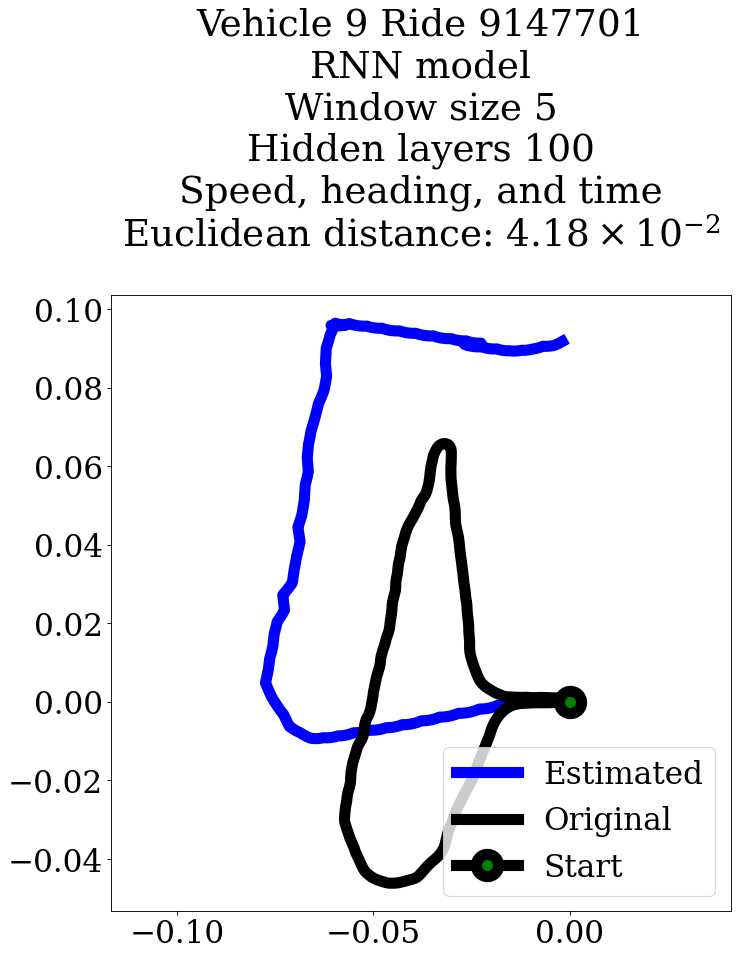 Vehicle 9 Ride 9147701
RNN model
Window size 5
Hidden layers 100
Speed, heading, and time
Euclidean distance: 4.18 × 10⁻²
0.10
0.08
0.06
0.04
0.02
0.00
−0.02
−0.04
Estimated
Original
Start
−0.10 −0.05 0.00